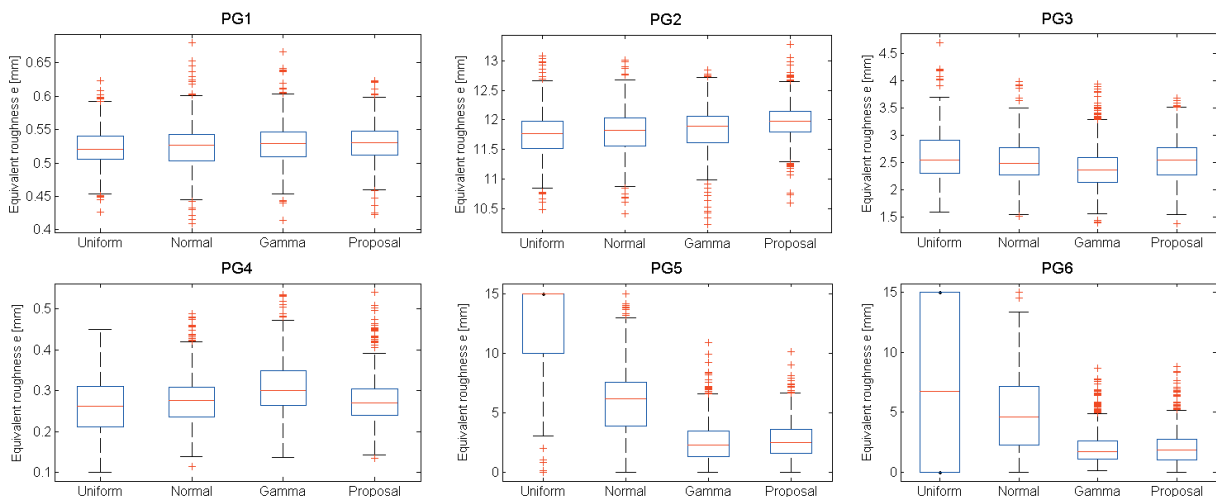 PG1
PG2
PG3
Equivalent roughness e [mm]
0.65
0.6
0.55
0.5
0.45
0.4
Uniform Normal Gamma Proposal
Equivalent roughness e [mm]
13
12.5
12
11.5
11
10.5
Uniform Normal Gamma Proposal
Equivalent roughness e [mm]
4.5
4
3.5
3
2.5
2
1.5
Uniform Normal Gamma Proposal
PG4
PG5
PG6
Equivalent roughness e [mm]
0.5
0.4
0.3
0.2
0.1
Uniform Normal Gamma Proposal
Equivalent roughness e [mm]
15
10
5
0
Uniform Normal Gamma Proposal
Equivalent roughness e [mm]
15
10
5
0
Uniform Normal Gamma Proposal